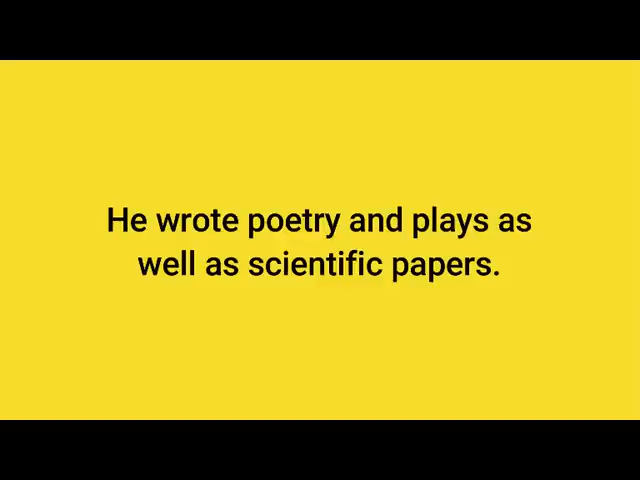 He wrote poetry and plays as
well as scientific papers.